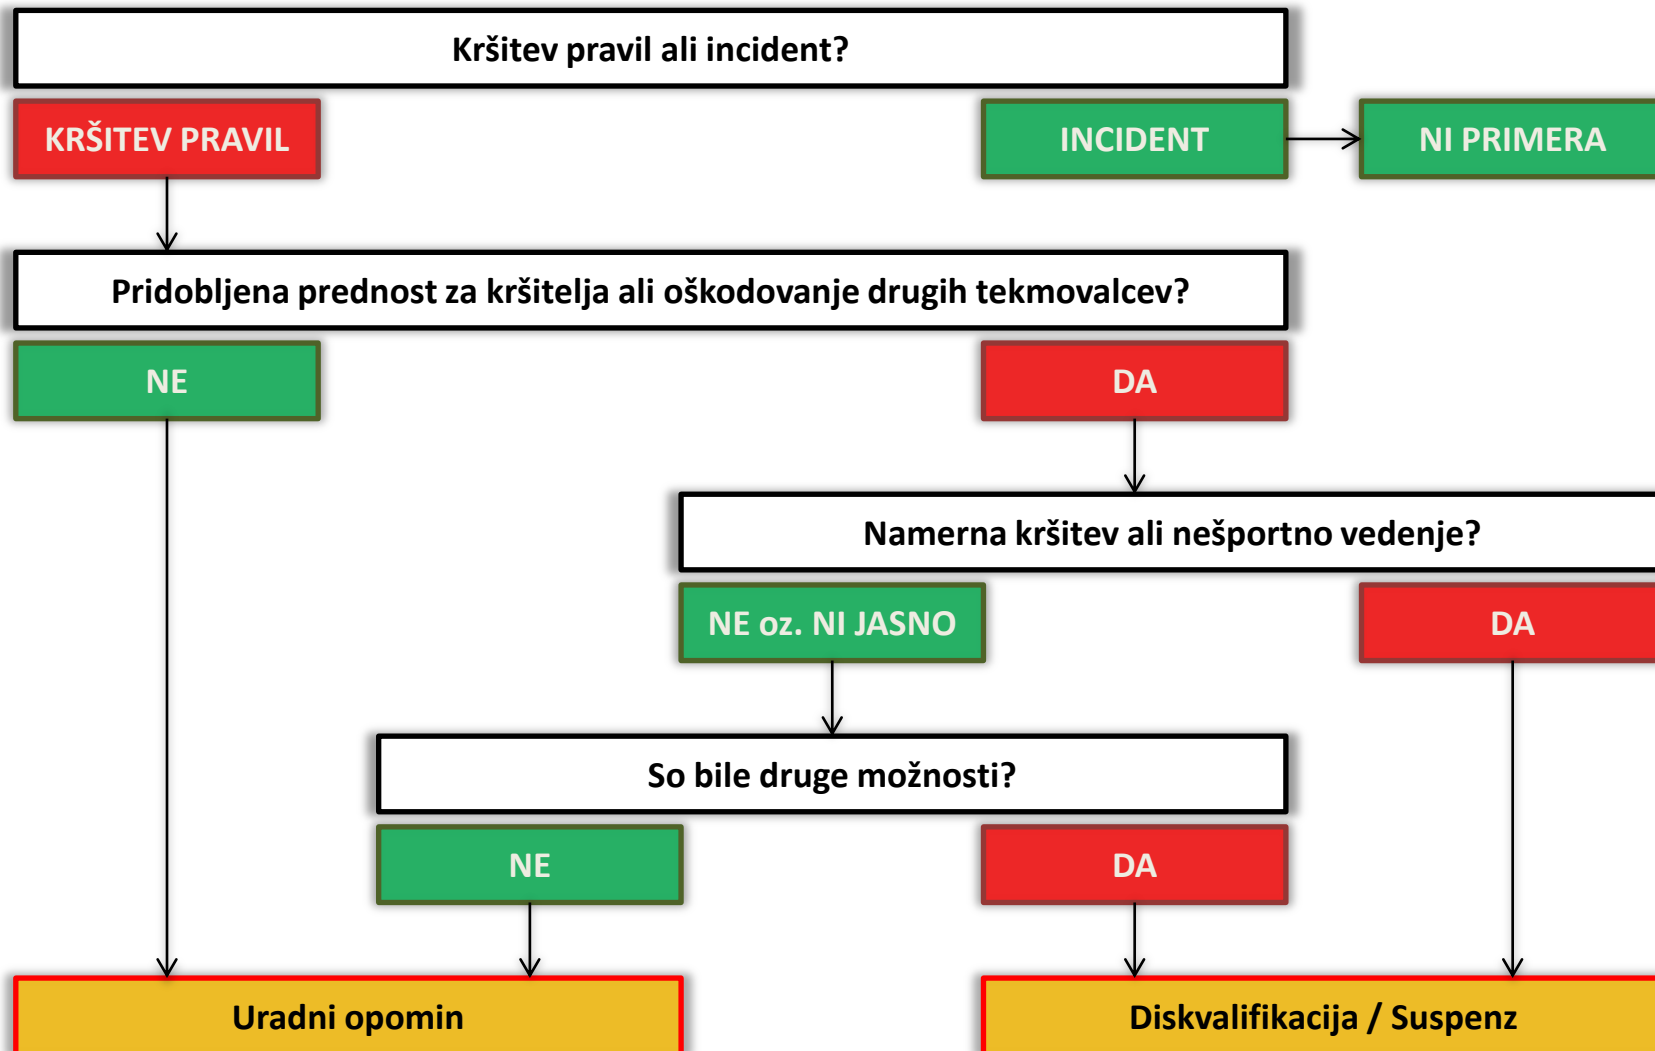 Kršitev pravil ali incident?
KRŠITEV PRAVIL
INCIDENT
NI PRIMERA
Pridobljena prednost za kršitelja ali oškodovanje drugih tekmovalcev?
NE
DA
Namerna kršitev ali nešportno vedenje?
NE oz. NI JASNO
DA
So bile druge možnosti?
NE
DA
Uradni opomin
Diskvalifikacija / Suspenz